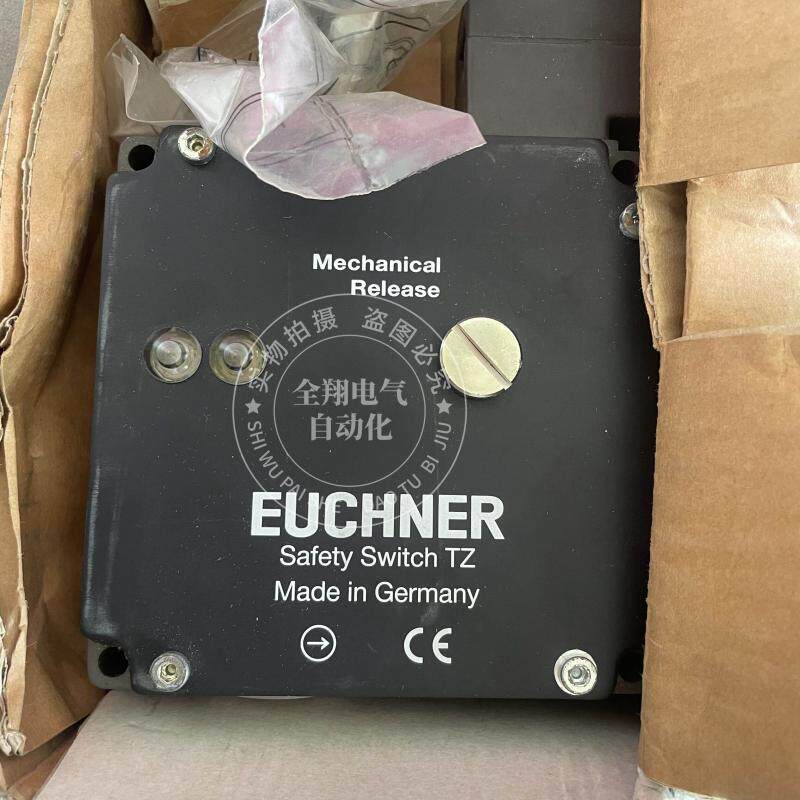 Mechanical
Release
实物拍摄 盗图必究
全翔电气
自动化
SHI WU PAI SHE DAO TU BI JIU
EUCHNER
Safety Switch TZ
Made in Germany
CE